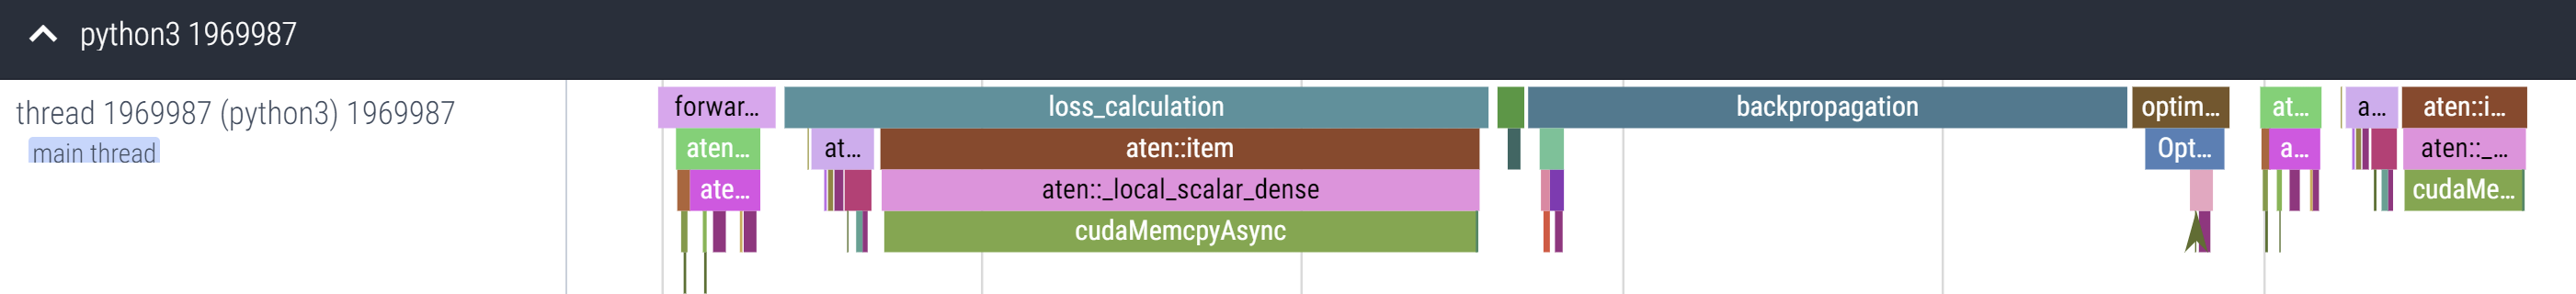 python3 1969987
thread 1969987 (python3) 1969987
main thread
forwar... loss_calculation backpropagation optim... at... a... aten::i...
aten... at... aten::item Opt... a... aten::_...
ate... aten::_local_scalar_dense cudaMe...
cudaMemcpyAsync